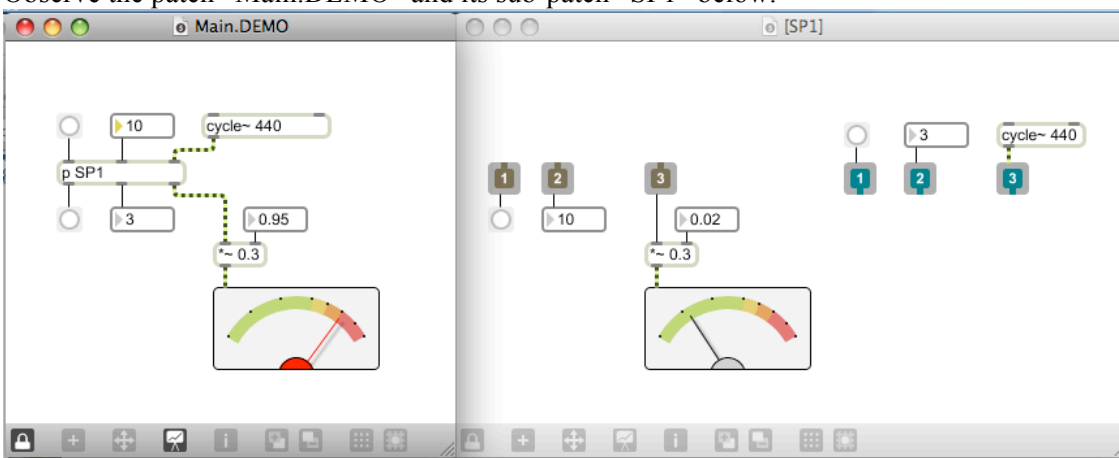 Observe the patch "Main.DEMO" and its sub-patch "SP1" below:
Main.DEMO
10
cycle~ 440
p SP1
3
0.95
*~ 0.3
[SP1]
3
cycle~ 440
1
2
3
1
2
3
10
0.02
*~ 0.3